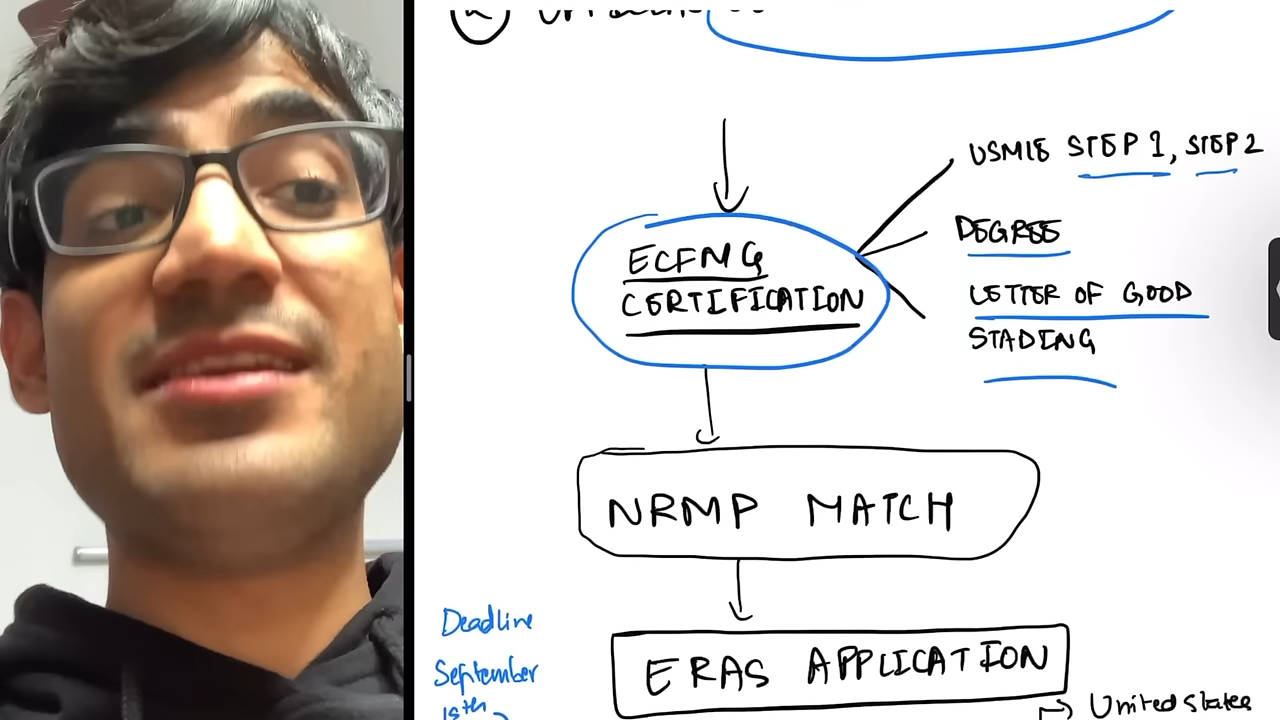 USMLE STEP 1, STEP 2
DEGREE
ECFMG
CERTIFICATION
LETTER OF GOOD
STADING
NRMP MATCH
Deadline
ERAS APPLICATION
September
United states